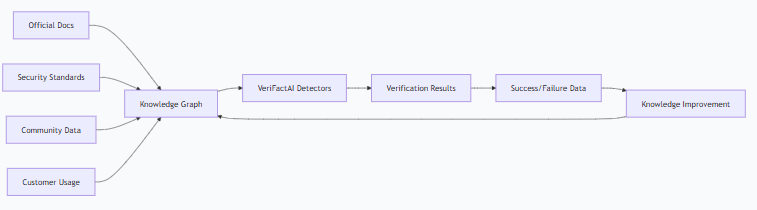 Official Docs
Security Standards
Community Data
Customer Usage
Knowledge Graph
VeriFactAI Detectors
Verification Results
Success/Failure Data
Knowledge Improvement